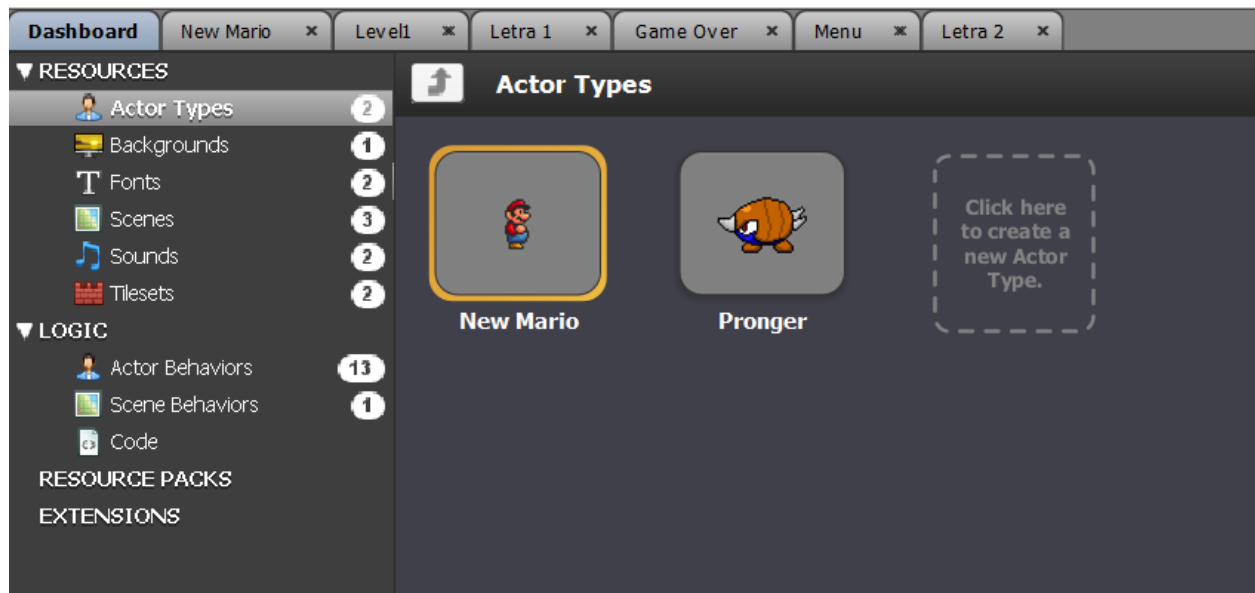 Dashboard
New Mario
Level1
Letra 1
Game Over
Menu
Letra 2
RESOURCES
Actor Types 2
Backgrounds 1
Fonts 2
Scenes 3
Sounds 2
Tilesets 2
LOGIC
Actor Behaviors 13
Scene Behaviors 1
Code
RESOURCE PACKS
EXTENSIONS
Actor Types
New Mario
Pronger
Click here
to create a
new Actor
Type.